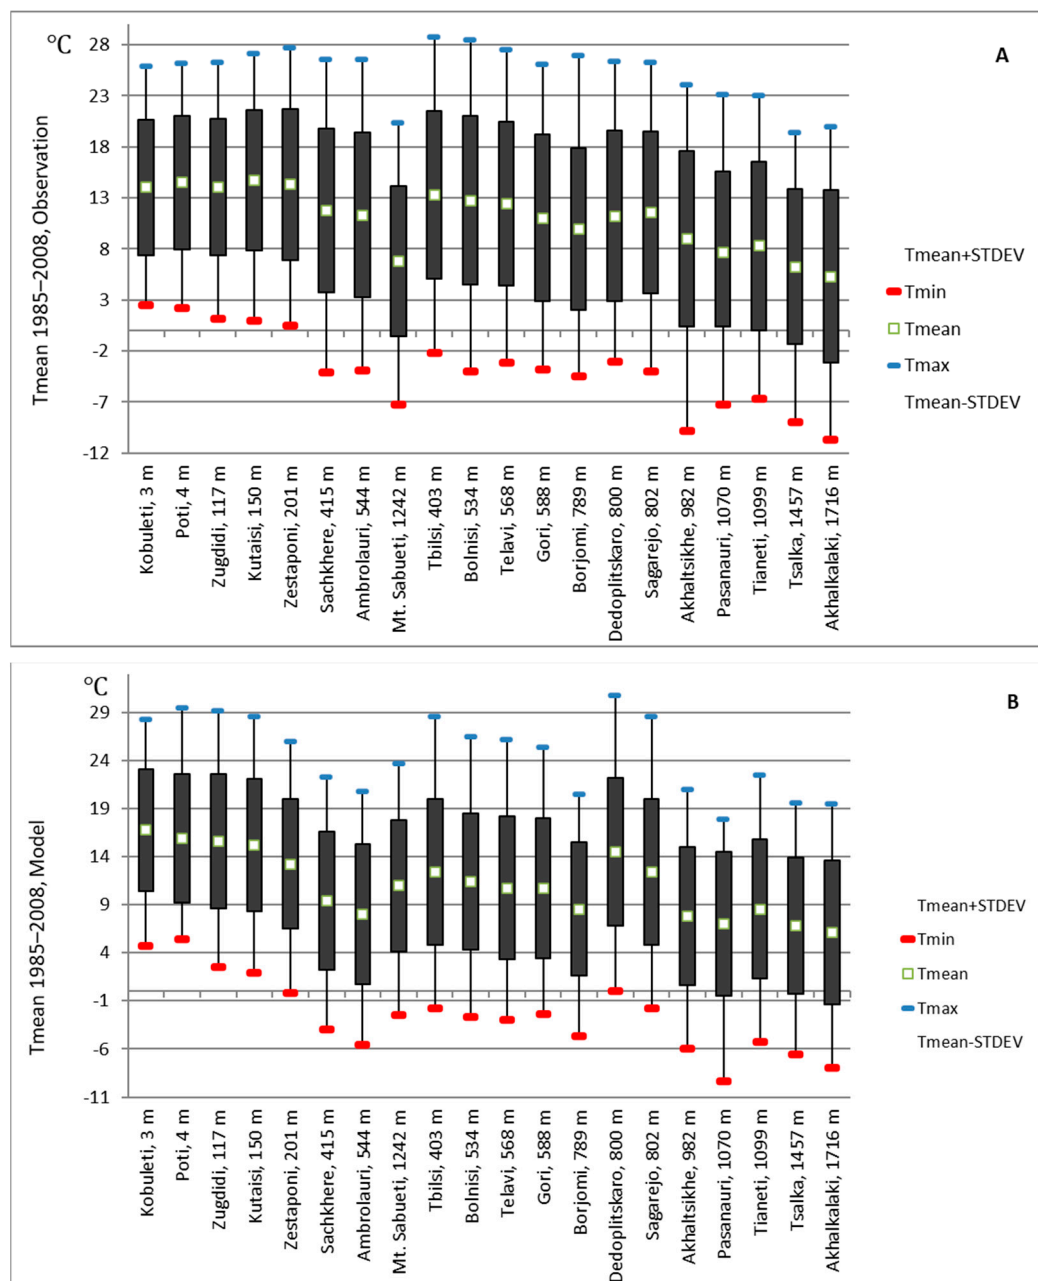 °C
A
28
23
18
13
8
3
-2
-7
-12
Tmean 1985–2008, Observation
Tmean+STDEV
Tmin
Tmean
Tmax
Tmean-STDEV
Kobuleti, 3 m
Poti, 4 m
Zugdidi, 117 m
Kutaisi, 150 m
Zestaponi, 201 m
Sachkhere, 415 m
Ambrolauri, 544 m
Mt. Sabueti, 1242 m
Tbilsi, 403 m
Bolnisi, 534 m
Telavi, 568 m
Gori, 588 m
Borjomi, 789 m
Dedoplitskaro, 800 m
Sagarejo, 802 m
Akhaltsikhe, 982 m
Pasanauri, 1070 m
Tianeti, 1099 m
Tsalka, 1457 m
Akhalkalaki, 1716 m
°C
B
29
24
19
14
9
4
-1
-6
-11
Tmean 1985–2008, Model
Tmean+STDEV
Tmin
Tmean
Tmax
Tmean-STDEV
Kobuleti, 3 m
Poti, 4 m
Zugdidi, 117 m
Kutaisi, 150 m
Zestaponi, 201 m
Sachkhere, 415 m
Ambrolauri, 544 m
Mt. Sabueti, 1242 m
Tbilsi, 403 m
Bolnisi, 534 m
Telavi, 568 m
Gori, 588 m
Borjomi, 789 m
Dedoplitskaro, 800 m
Sagarejo, 802 m
Akhaltsikhe, 982 m
Pasanauri, 1070 m
Tianeti, 1099 m
Tsalka, 1457 m
Akhalkalaki, 1716 m